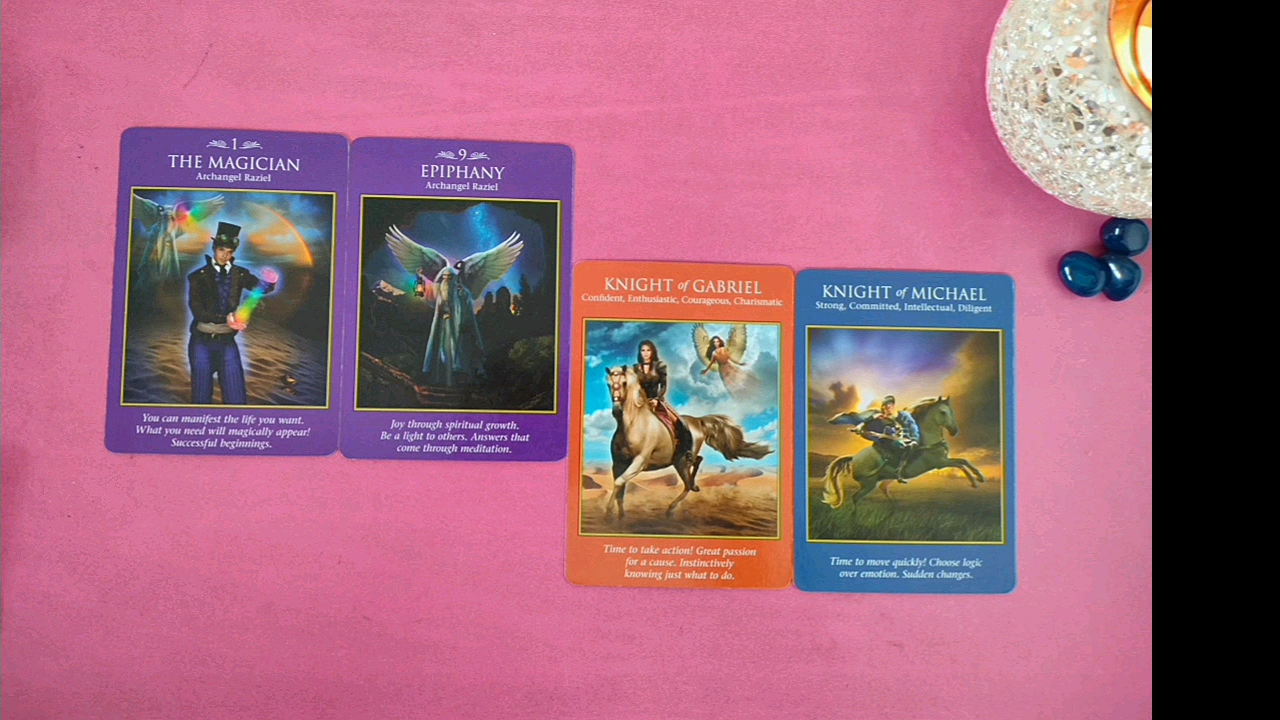 1
THE MAGICIAN
Archangel Raziel
You can manifest the life you want.
What you need will magically appear!
Successful beginnings.
9
EPIPHANY
Archangel Raziel
Joy through spiritual growth.
Be a light to others. Answers that
come through meditation.
KNIGHT of GABRIEL
Confident, Enthusiastic, Courageous, Charismatic
Time to take action! Great passion
for a cause. Instinctively
knowing just what to do.
KNIGHT of MICHAEL
Strong, Committed, Intellectual, Diligent
Time to move quickly! Choose logic
over emotion. Sudden changes.